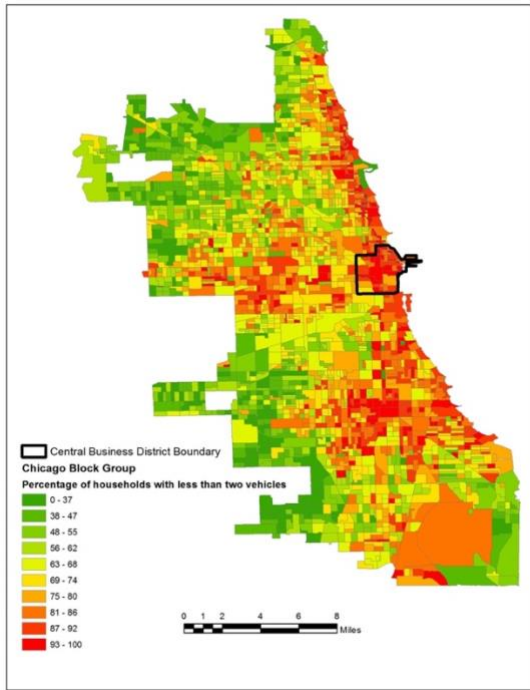 Central Business District Boundary
Chicago Block Group
Percentage of households with less than two vehicles
0 - 37
38 - 47
48 - 55
56 - 62
63 - 68
69 - 74
75 - 80
81 - 86
87 - 92
93 - 100
0 1 2 4 6 8
Miles